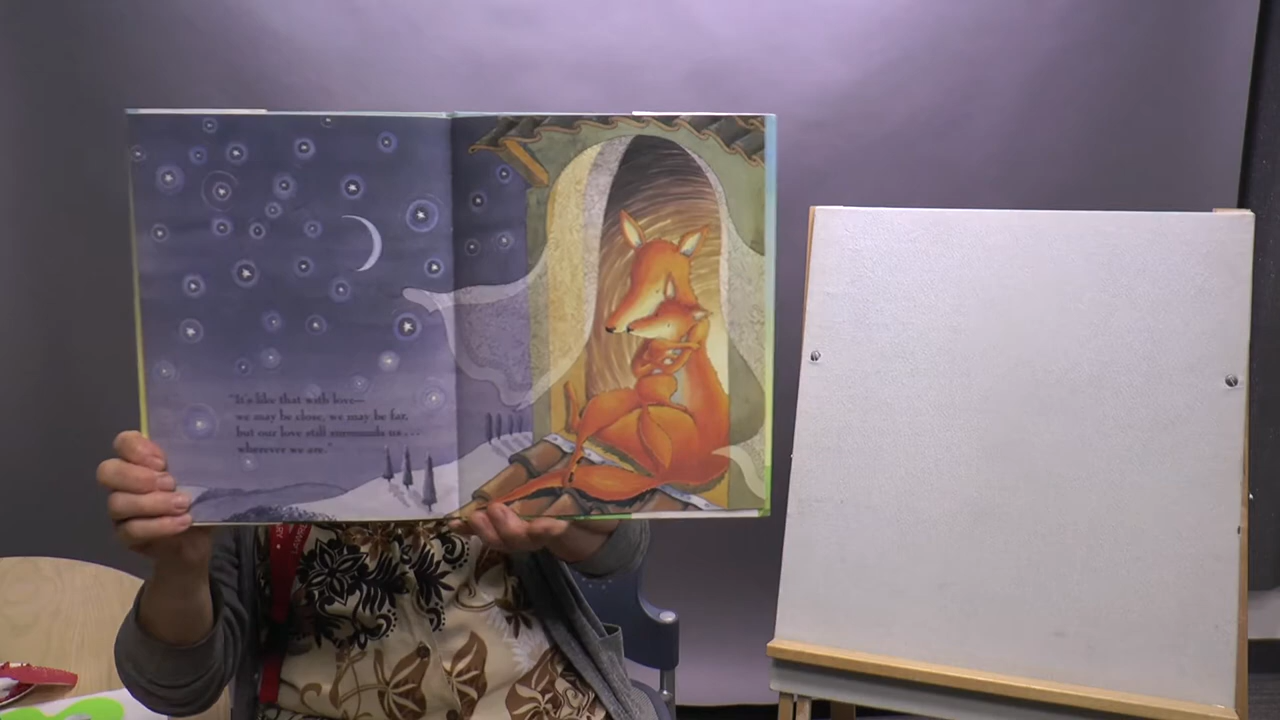 "It's like that with love—
we may be close, we may be far,
but our love still surrounds us . . .
wherever we are."